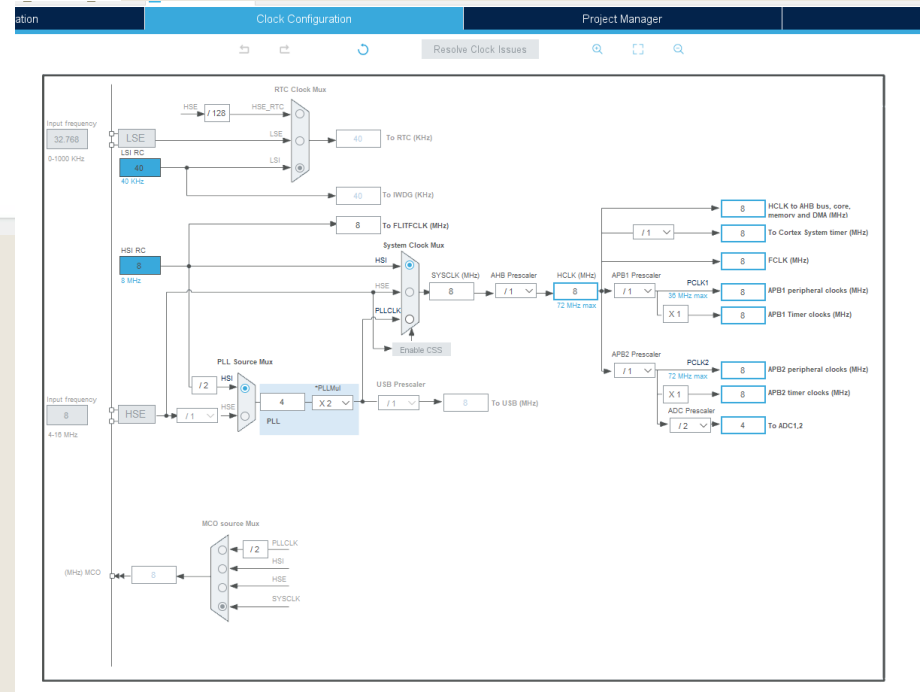 ation
Clock Configuration
Project Manager
Resolve Clock Issues
RTC Clock Mux
HSE
/ 128
HSE_RTC
Input frequency
32.768
0-1000 KHz
LSE
LSE
40
To RTC (KHz)
LSI RC
40
40 KHz
LSI
40
To IWDG (KHz)
8
To FLITFCLK (MHz)
HSI RC
8
8 MHz
System Clock Mux
HSI
HSE
PLLCLK
SYSCLK (MHz)
8
AHB Prescaler
/ 1
HCLK (MHz)
8
72 MHz max
Enable CSS
8
HCLK to AHB bus, core,
memory and DMA (MHz)
/ 1
8
To Cortex System timer (MHz)
8
FCLK (MHz)
APB1 Prescaler
/ 1
PCLK1
36 MHz max
8
APB1 peripheral clocks (MHz)
X 1
8
APB1 Timer clocks (MHz)
APB2 Prescaler
/ 1
PCLK2
72 MHz max
8
APB2 peripheral clocks (MHz)
X 1
8
APB2 timer clocks (MHz)
ADC Prescaler
/ 2
4
To ADC1,2
PLL Source Mux
/ 2
HSI
HSE
Input frequency
8
4-16 MHz
HSE
/ 1
4
*PLLMul
X 2
PLL
USB Prescaler
/ 1
8
To USB (MHz)
MCO source Mux
/ 2
PLLCLK
HSI
HSE
SYSCLK
(MHz) MCO
8